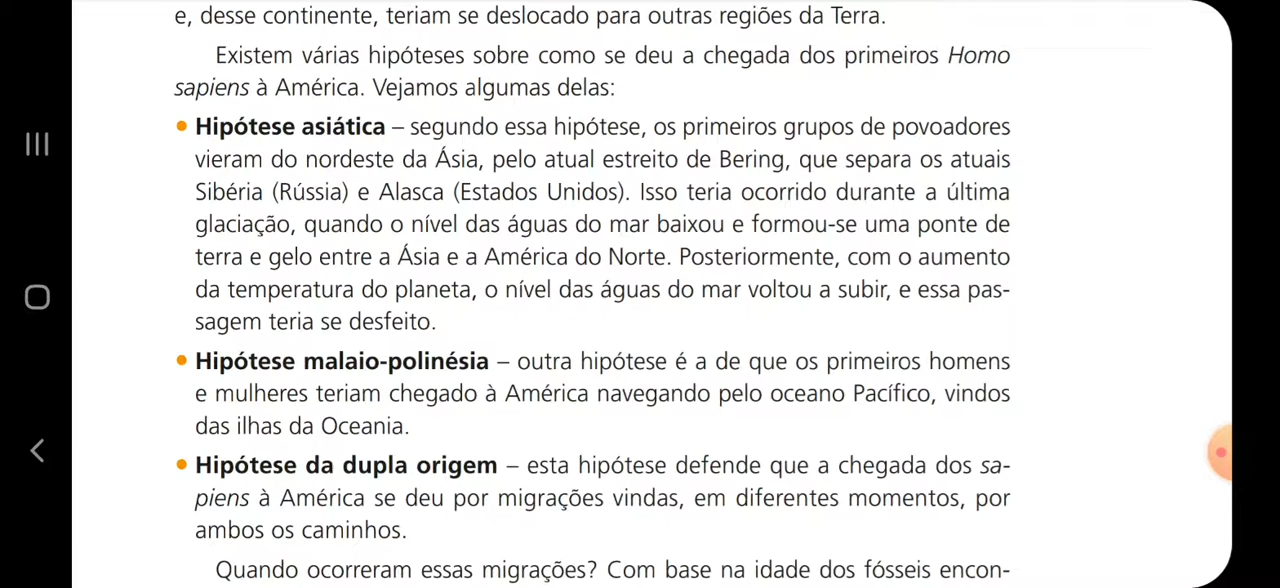 e, desse continente, teriam se deslocado para outras regiões da Terra.
Existem várias hipóteses sobre como se deu a chegada dos primeiros Homo
sapiens à América. Vejamos algumas delas:
• Hipótese asiática – segundo essa hipótese, os primeiros grupos de povoadores
vieram do nordeste da Ásia, pelo atual estreito de Bering, que separa os atuais
Sibéria (Rússia) e Alasca (Estados Unidos). Isso teria ocorrido durante a última
glaciação, quando o nível das águas do mar baixou e formou-se uma ponte de
terra e gelo entre a Ásia e a América do Norte. Posteriormente, com o aumento
da temperatura do planeta, o nível das águas do mar voltou a subir, e essa pas-
sagem teria se desfeito.
• Hipótese malaio-polinésia – outra hipótese é a de que os primeiros homens
e mulheres teriam chegado à América navegando pelo oceano Pacífico, vindos
das ilhas da Oceania.
• Hipótese da dupla origem – esta hipótese defende que a chegada dos sa-
piens à América se deu por migrações vindas, em diferentes momentos, por
ambos os caminhos.
Quando ocorreram essas migrações? Com base na idade dos fósseis encon-